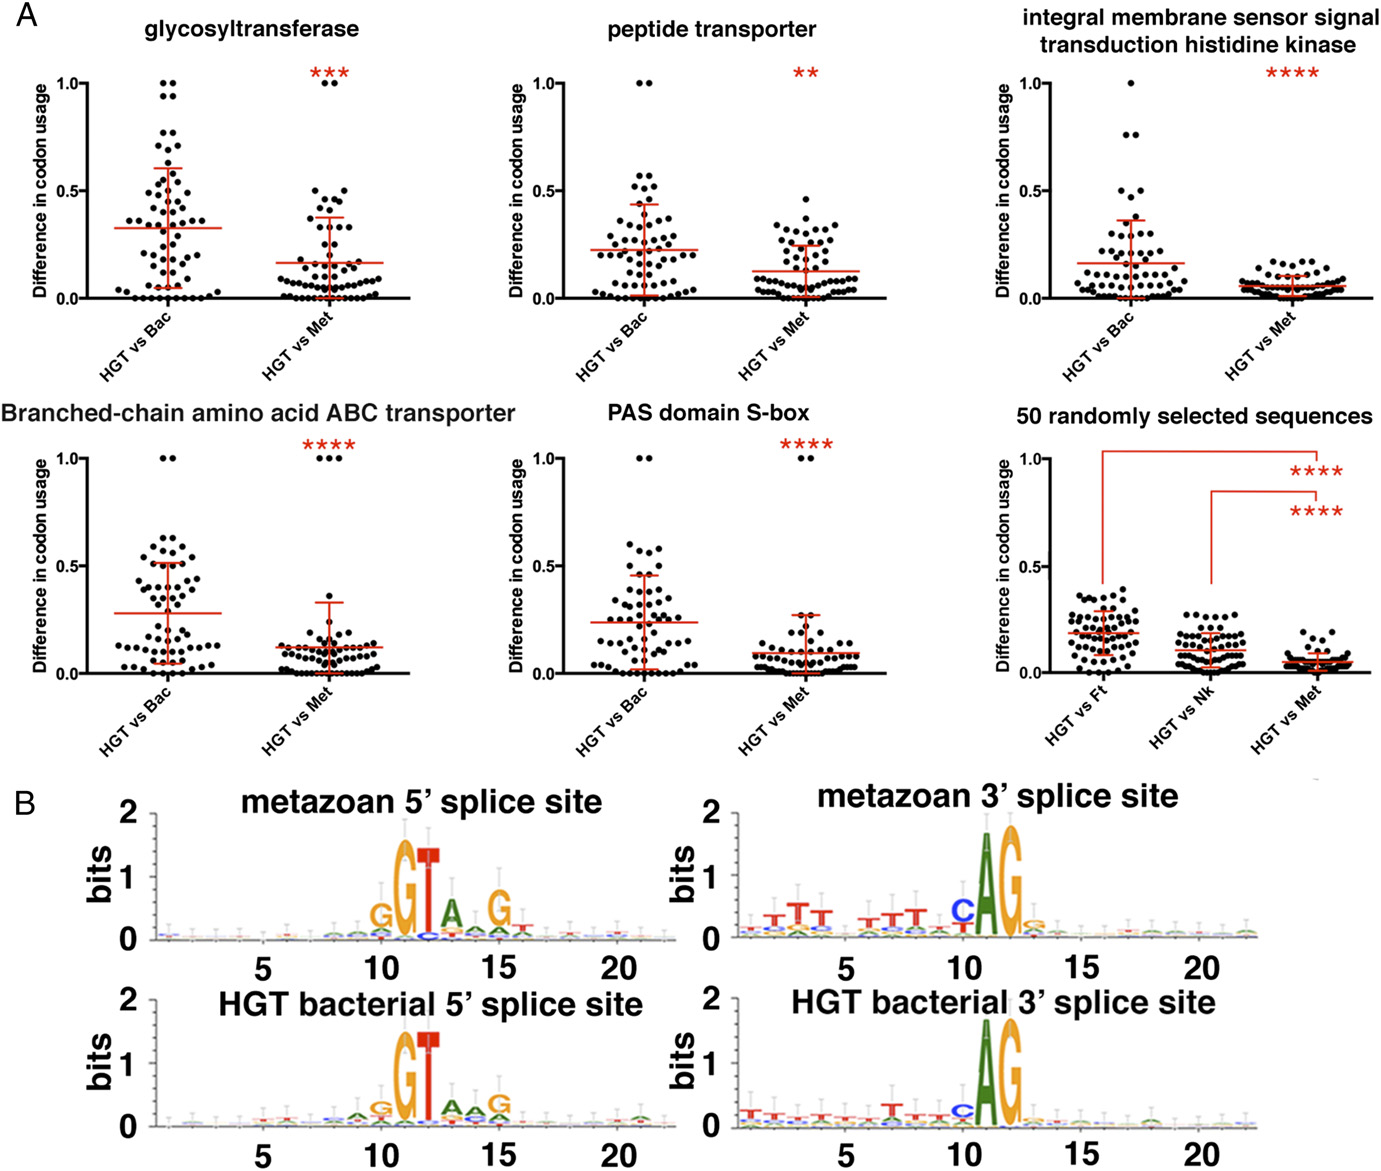 A
glycosyltransferase
peptide transporter
integral membrane sensor signal
transduction histidine kinase
***
**
****
Difference in codon usage
1.0
0.5
0.0
HGT vs Bac
HGT vs Met
Difference in codon usage
1.0
0.5
0.0
HGT vs Bac
HGT vs Met
Difference in codon usage
1.0
0.5
0.0
HGT vs Bac
HGT vs Met
Branched-chain amino acid ABC transporter
PAS domain S-box
50 randomly selected sequences
****
****
****
****
Difference in codon usage
1.0
0.5
0.0
HGT vs Bac
HGT vs Met
Difference in codon usage
1.0
0.5
0.0
HGT vs Bac
HGT vs Met
Difference in codon usage
1.0
0.5
0.0
HGT vs Ft
HGT vs Nk
HGT vs Met
B
metazoan 5’ splice site
bits
2
1
0
G G T A G
5 10 15 20
metazoan 3’ splice site
bits
2
1
0
T T T T T T C A G
5 10 15 20
HGT bacterial 5’ splice site
bits
2
1
0
G G T A A G
5 10 15 20
HGT bacterial 3’ splice site
bits
2
1
0
T T C A G
5 10 15 20